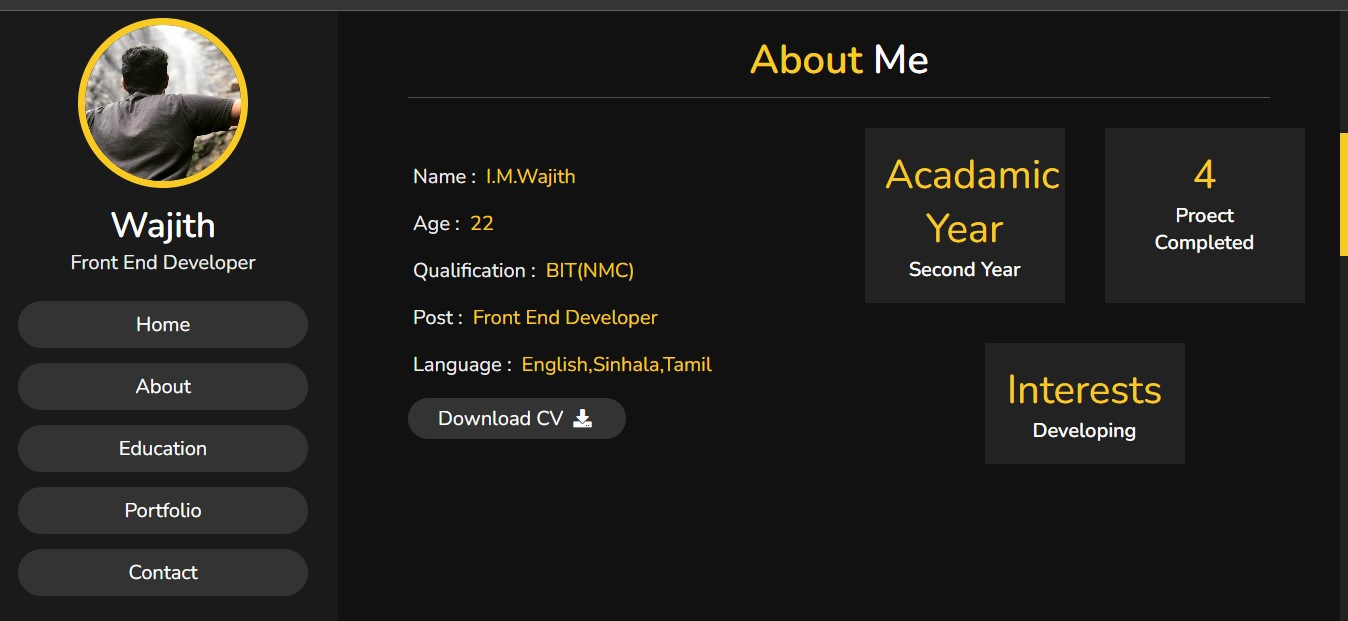 Wajith
Front End Developer
Home
About
Education
Portfolio
Contact
About Me
Name : I.M.Wajith
Age : 22
Qualification : BIT(NMC)
Post : Front End Developer
Language : English,Sinhala,Tamil
Download CV
Acadamic
Year
Second Year
4
Proect
Completed
Interests
Developing